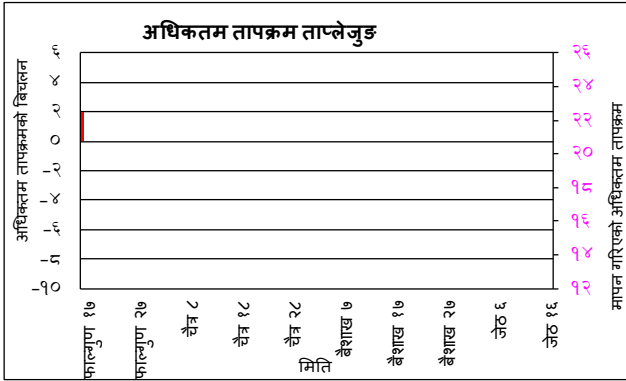 अधिकतम तापक्रम ताप्लेजुङ
अधिकतम तापक्रमको बिचलन
६
४
२
०
-२
-४
-६
-८
-१०
२६
२४
२२
२०
१८
१६
१४
१२
मापन गरिएको अधिकतम तापक्रम
फाल्गुण १७
फाल्गुण २७
चैत्र ८
चैत्र १८
चैत्र २८
बैशाख ७
बैशाख १७
बैशाख २७
जेठ ६
जेठ १६
मिति